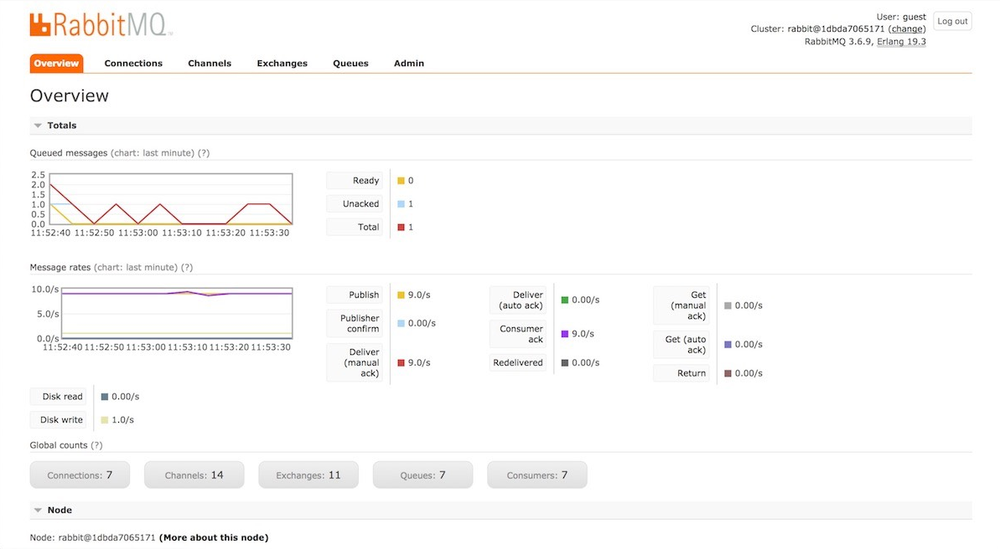 RabbitMQ TM
User: guest
Log out
Cluster: rabbit@1dbda7065171 (change)
RabbitMQ 3.6.9, Erlang 19.3
Overview Connections Channels Exchanges Queues Admin
Overview
Totals
Queued messages (chart: last minute) (?)
2.5
2.0
1.5
1.0
0.5
0.0
11:52:40 11:52:50 11:53:00 11:53:10 11:53:20 11:53:30
Ready 0
Unacked 1
Total 1
Message rates (chart: last minute) (?)
10.0/s
5.0/s
0.0/s
11:52:40 11:52:50 11:53:00 11:53:10 11:53:20 11:53:30
Publish 9.0/s
Publisher
confirm 0.00/s
Deliver
(manual
ack) 9.0/s
Deliver
(auto ack) 0.00/s
Consumer
ack 9.0/s
Redelivered 0.00/s
Get
(manual
ack) 0.00/s
Get (auto
ack) 0.00/s
Return 0.00/s
Disk read 0.00/s
Disk write 1.0/s
Global counts (?)
Connections: 7 Channels: 14 Exchanges: 11 Queues: 7 Consumers: 7
Node
Node: rabbit@1dbda7065171 (More about this node)